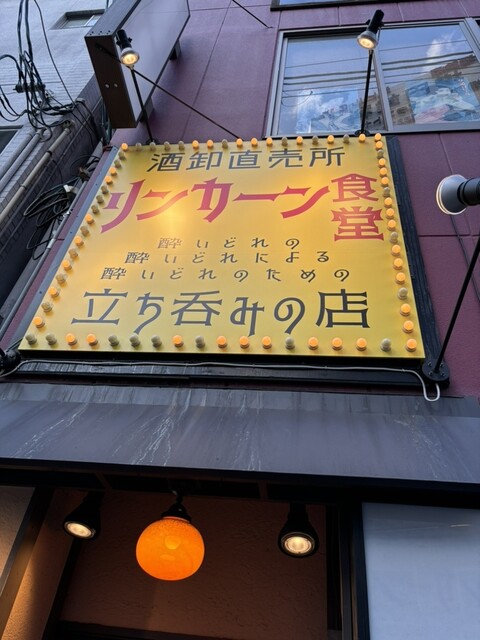 酒卸直売所
リンカーン食堂
酔いどれの
酔いどれによる
酔いどれのための
立ち呑みの店